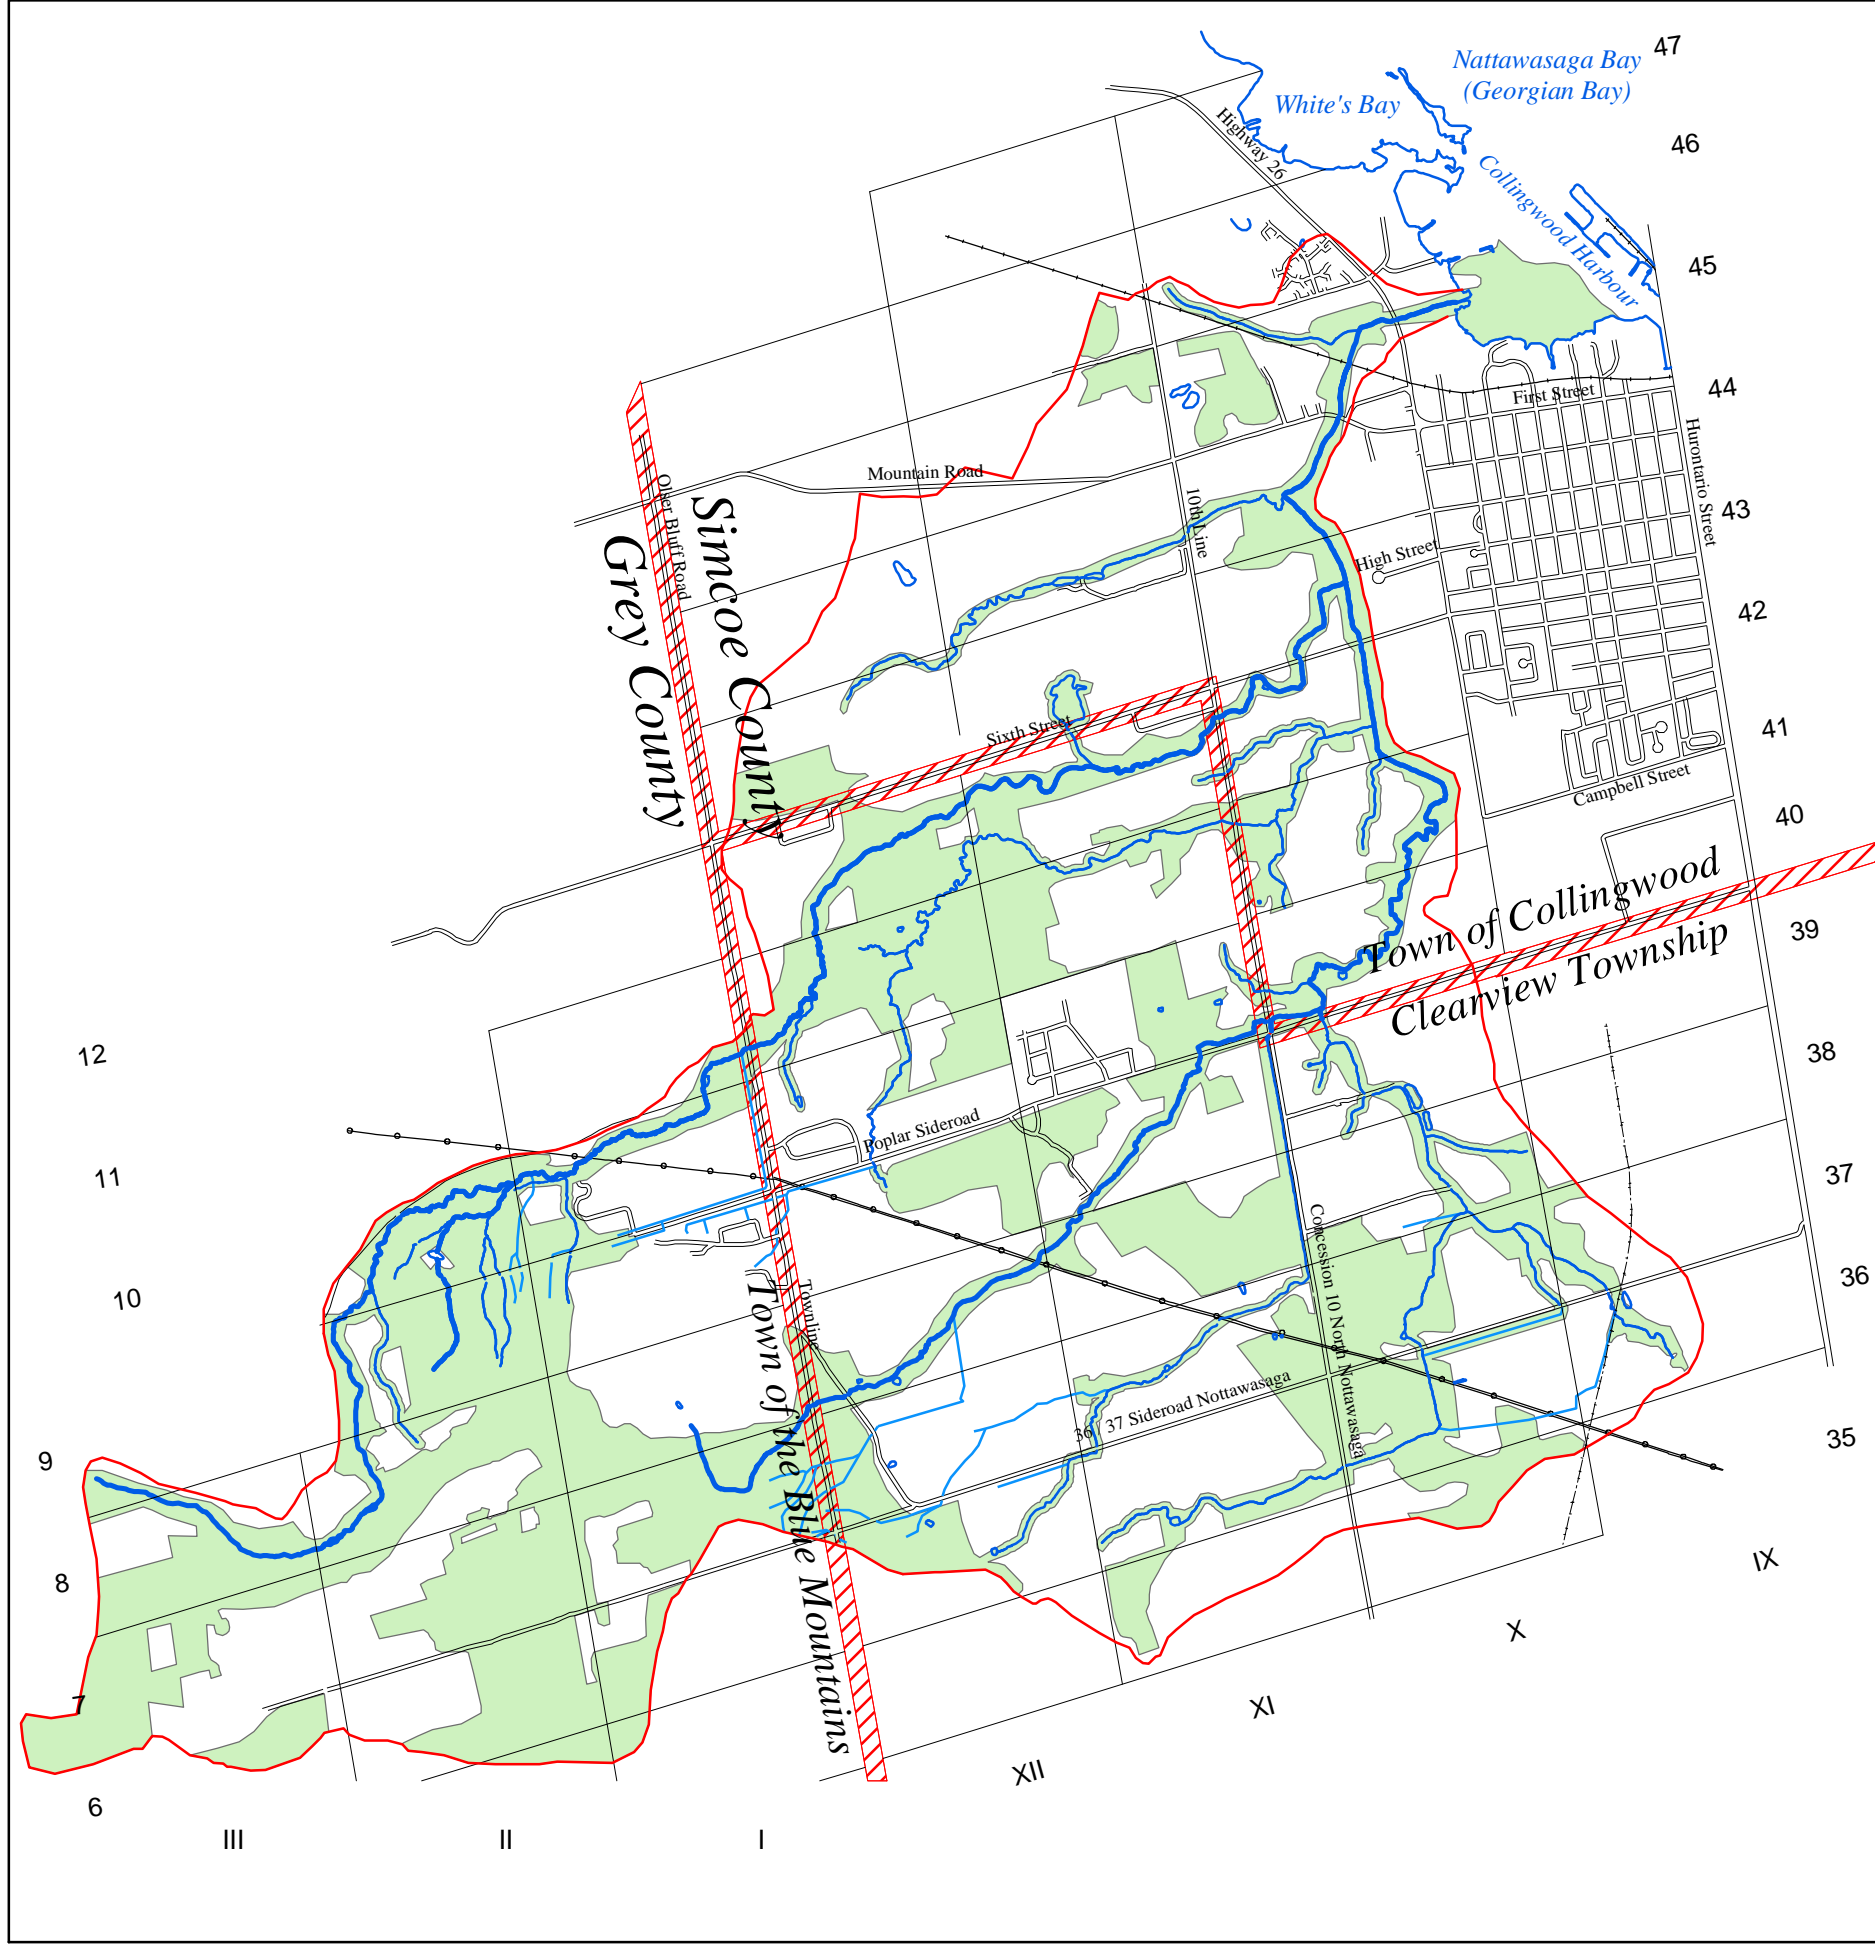 47
Nattawasaga Bay
(Georgian Bay)
White's Bay
Highway 26
46
Collingwood Harbour
45
44
First Street
Hurontario Street
Mountain Road
Olser Bluff Road
Simcoe County
Grey County
10th Line
43
High Street
42
Sixth Street
41
Campbell Street
40
Town of Collingwood
39
Clearview Township
12
38
Poplar Sideroad
11
37
Concession 10 North Nottawasaga
10
36
Townline
Town of the Blue Mountains
36 / 37 Sideroad Nottawasaga
35
9
IX
8
X
7
XI
XII
6
III
II
I